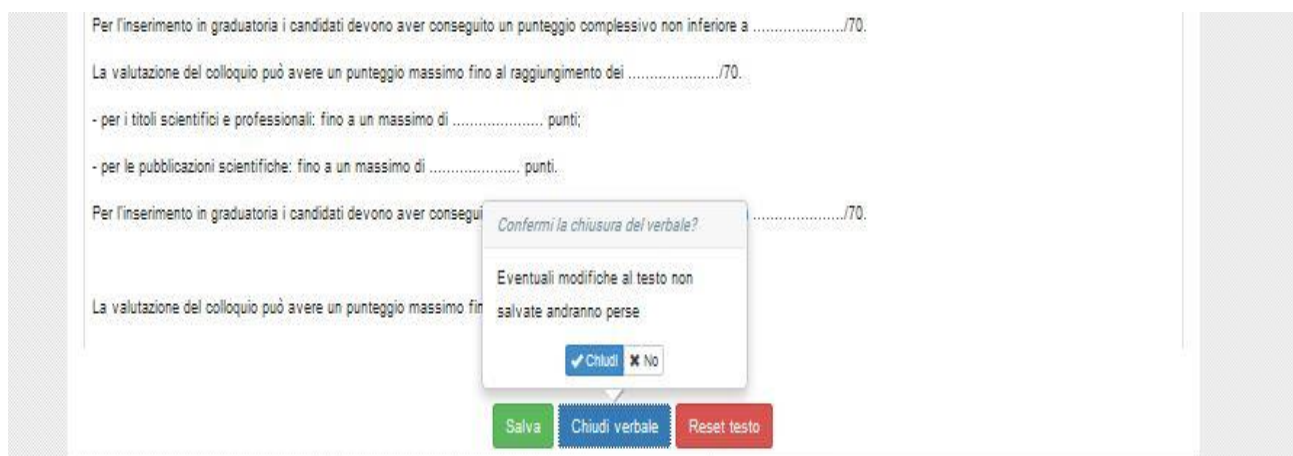 Per l'inserimento in graduatoria i candidati devono aver conseguito un punteggio complessivo non inferiore a ...................../70.
La valutazione del colloquio può avere un punteggio massimo fino al raggiungimento dei ...................../70.
- per i titoli scientifici e professionali: fino a un massimo di ..................... punti;
- per le pubblicazioni scientifiche: fino a un massimo di ..................... punti.
Per l'inserimento in graduatoria i candidati devono aver consegui ...................../70.
Confermi la chiusura del verbale?
Eventuali modifiche al testo non
salvate andranno perse
La valutazione del colloquio può avere un punteggio massimo fin
Chiudi No
Salva Chiudi verbale Reset testo